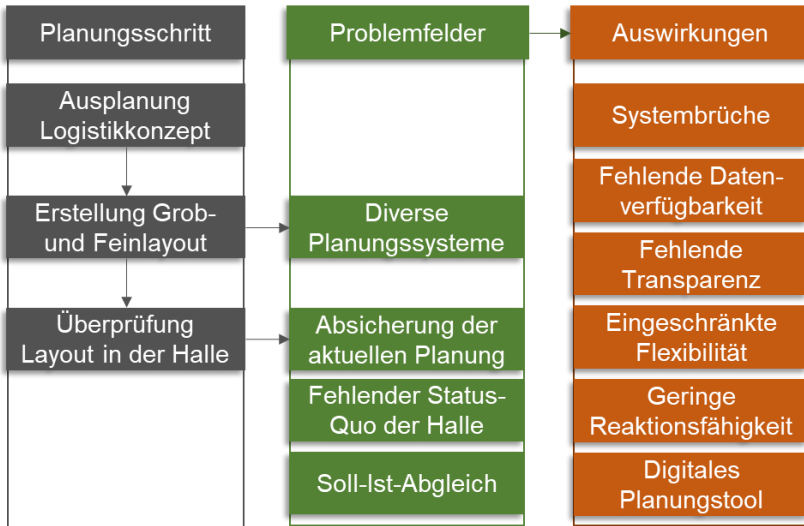 Planungsschritt
Ausplanung
Logistikkonzept
Erstellung Grob-
und Feinlayout
Überprüfung
Layout in der Halle
Problemfelder
Diverse
Planungssysteme
Absicherung der
aktuellen Planung
Fehlender Status-
Quo der Halle
Soll-Ist-Abgleich
Auswirkungen
Systembrüche
Fehlende Daten-
verfügbarkeit
Fehlende
Transparenz
Eingeschränkte
Flexibilität
Geringe
Reaktionsfähigkeit
Digitales
Planungstool